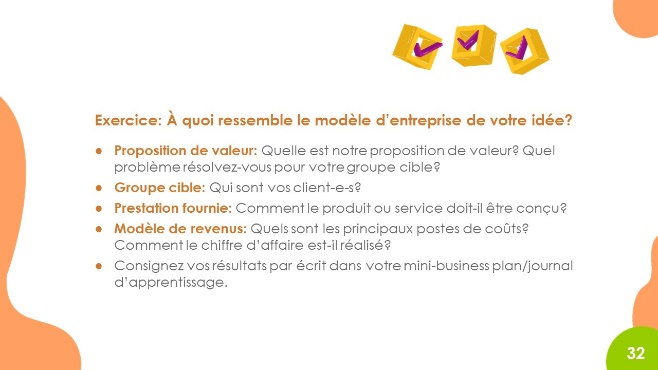 Exercice: À quoi ressemble le modèle d'entreprise de votre idée?
● Proposition de valeur: Quelle est notre proposition de valeur? Quel
problème résolvez-vous pour votre groupe cible?
● Groupe cible: Qui sont vos client-e-s?
● Prestation fournie: Comment le produit ou service doit-il être conçu?
● Modèle de revenus: Quels sont les principaux postes de coûts?
Comment le chiffre d'affaire est-il réalisé?
● Consignez vos résultats par écrit dans votre mini-business plan/journal
d'apprentissage.
32